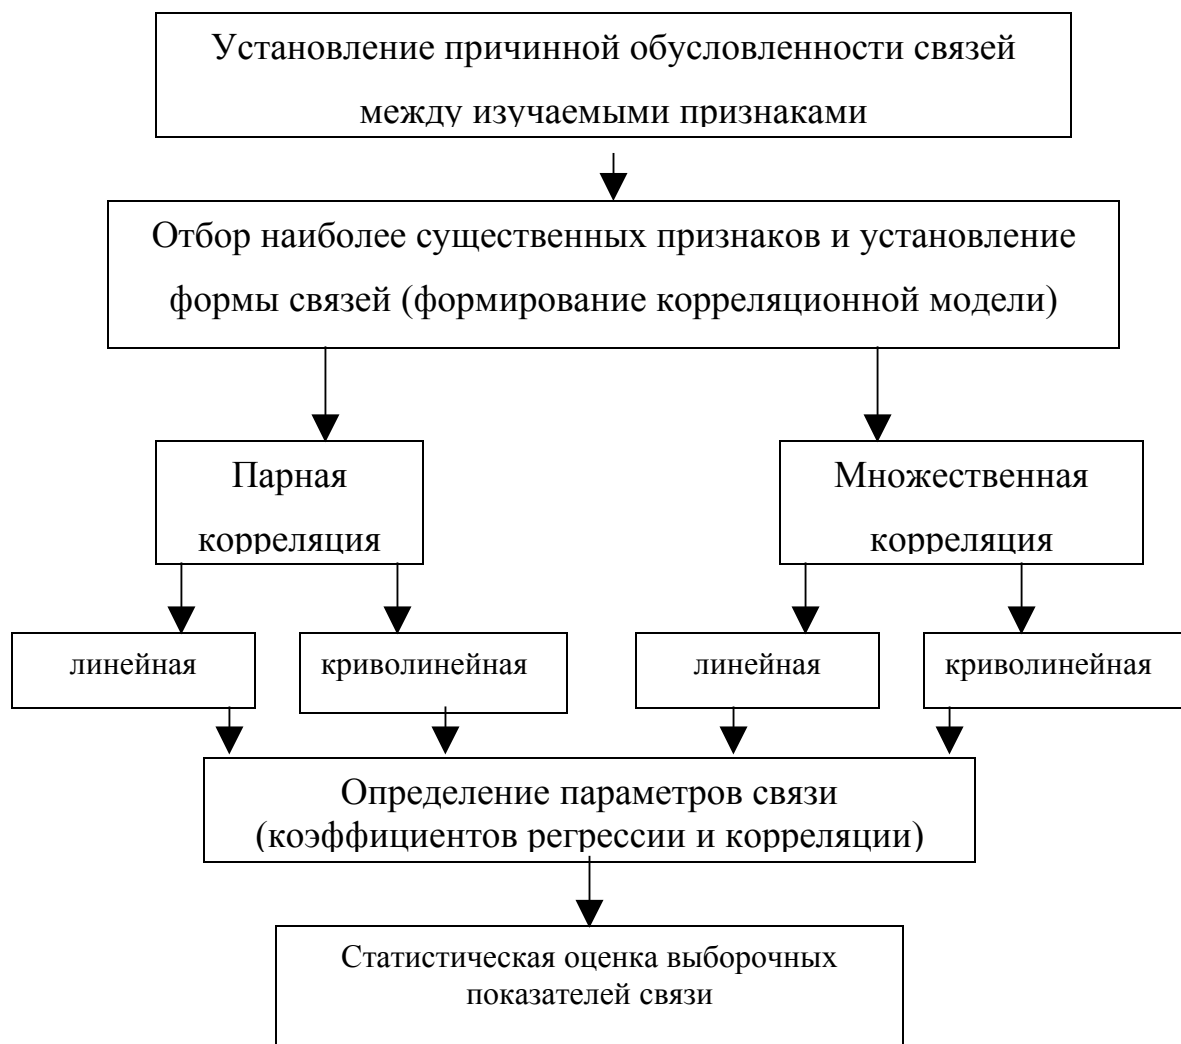 Установление причинной обусловленности связей
между изучаемыми признаками
Отбор наиболее существенных признаков и установление
формы связей (формирование корреляционной модели)
Парная
корреляция
Множественная
корреляция
линейная
криволинейная
линейная
криволинейная
Определение параметров связи
(коэффициентов регрессии и корреляции)
Статистическая оценка выборочных
показателей связи